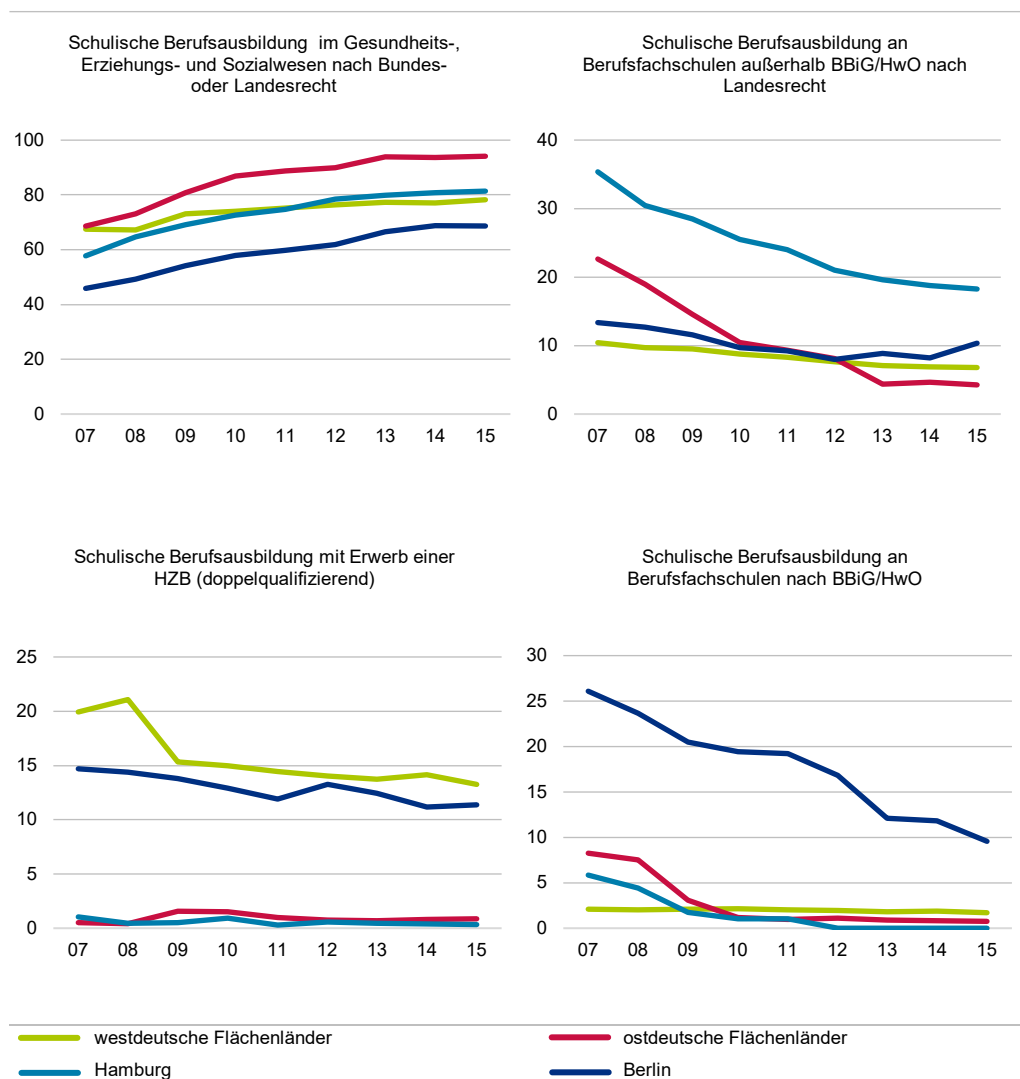 Schulische Berufsausbildung im Gesundheits-,
Erziehungs- und Sozialwesen nach Bundes-
oder Landesrecht
100
80
60
40
20
0
07 08 09 10 11 12 13 14 15
Schulische Berufsausbildung an
Berufsfachschulen außerhalb BBiG/HwO nach
Landesrecht
40
30
20
10
0
07 08 09 10 11 12 13 14 15
Schulische Berufsausbildung mit Erwerb einer
HZB (doppelqualifizierend)
25
20
15
10
5
0
07 08 09 10 11 12 13 14 15
Schulische Berufsausbildung an
Berufsfachschulen nach BBiG/HwO
30
25
20
15
10
5
0
07 08 09 10 11 12 13 14 15
westdeutsche Flächenländer
ostdeutsche Flächenländer
Hamburg
Berlin